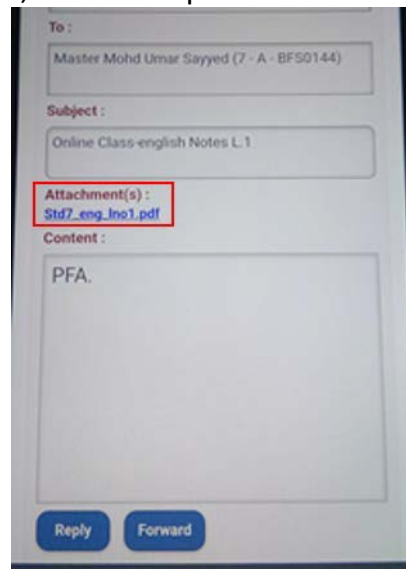 To :
Master Mohd Umar Sayyed (7 - A - BFS0144)
Subject :
Online Class-english Notes L.1
Attachment(s) :
Std7_eng_lno1.pdf
Content :
PFA.
Reply Forward